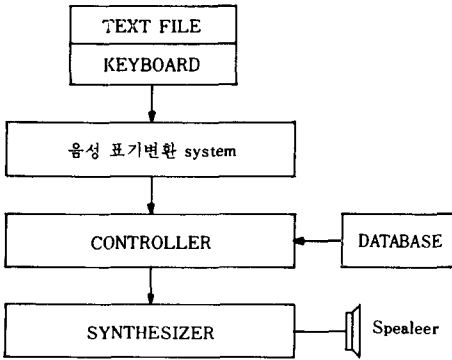 TEXT FILE
KEYBOARD
음성 표기변환 system
CONTROLLER
DATABASE
SYNTHESIZER
Spealeer